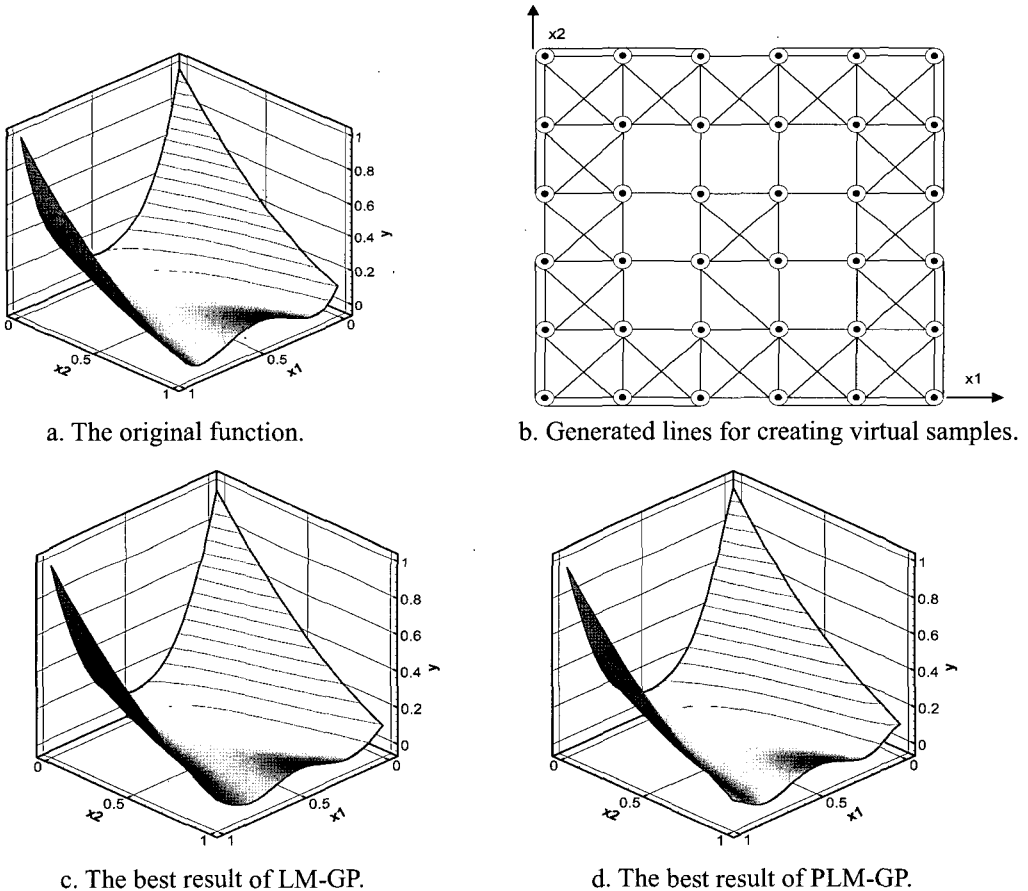 1
0.8
0.6
0.4
0.2
0
y
0
0.5
1
x2
1
0.5
0
x1
a. The original function.
x2
x1
b. Generated lines for creating virtual samples.
1
0.8
0.6
0.4
0.2
0
y
0
0.5
1
x2
1
0.5
0
x1
c. The best result of LM-GP.
1
0.8
0.6
0.4
0.2
0
y
0
0.5
1
x2
1
0.5
0
x1
d. The best result of PLM-GP.